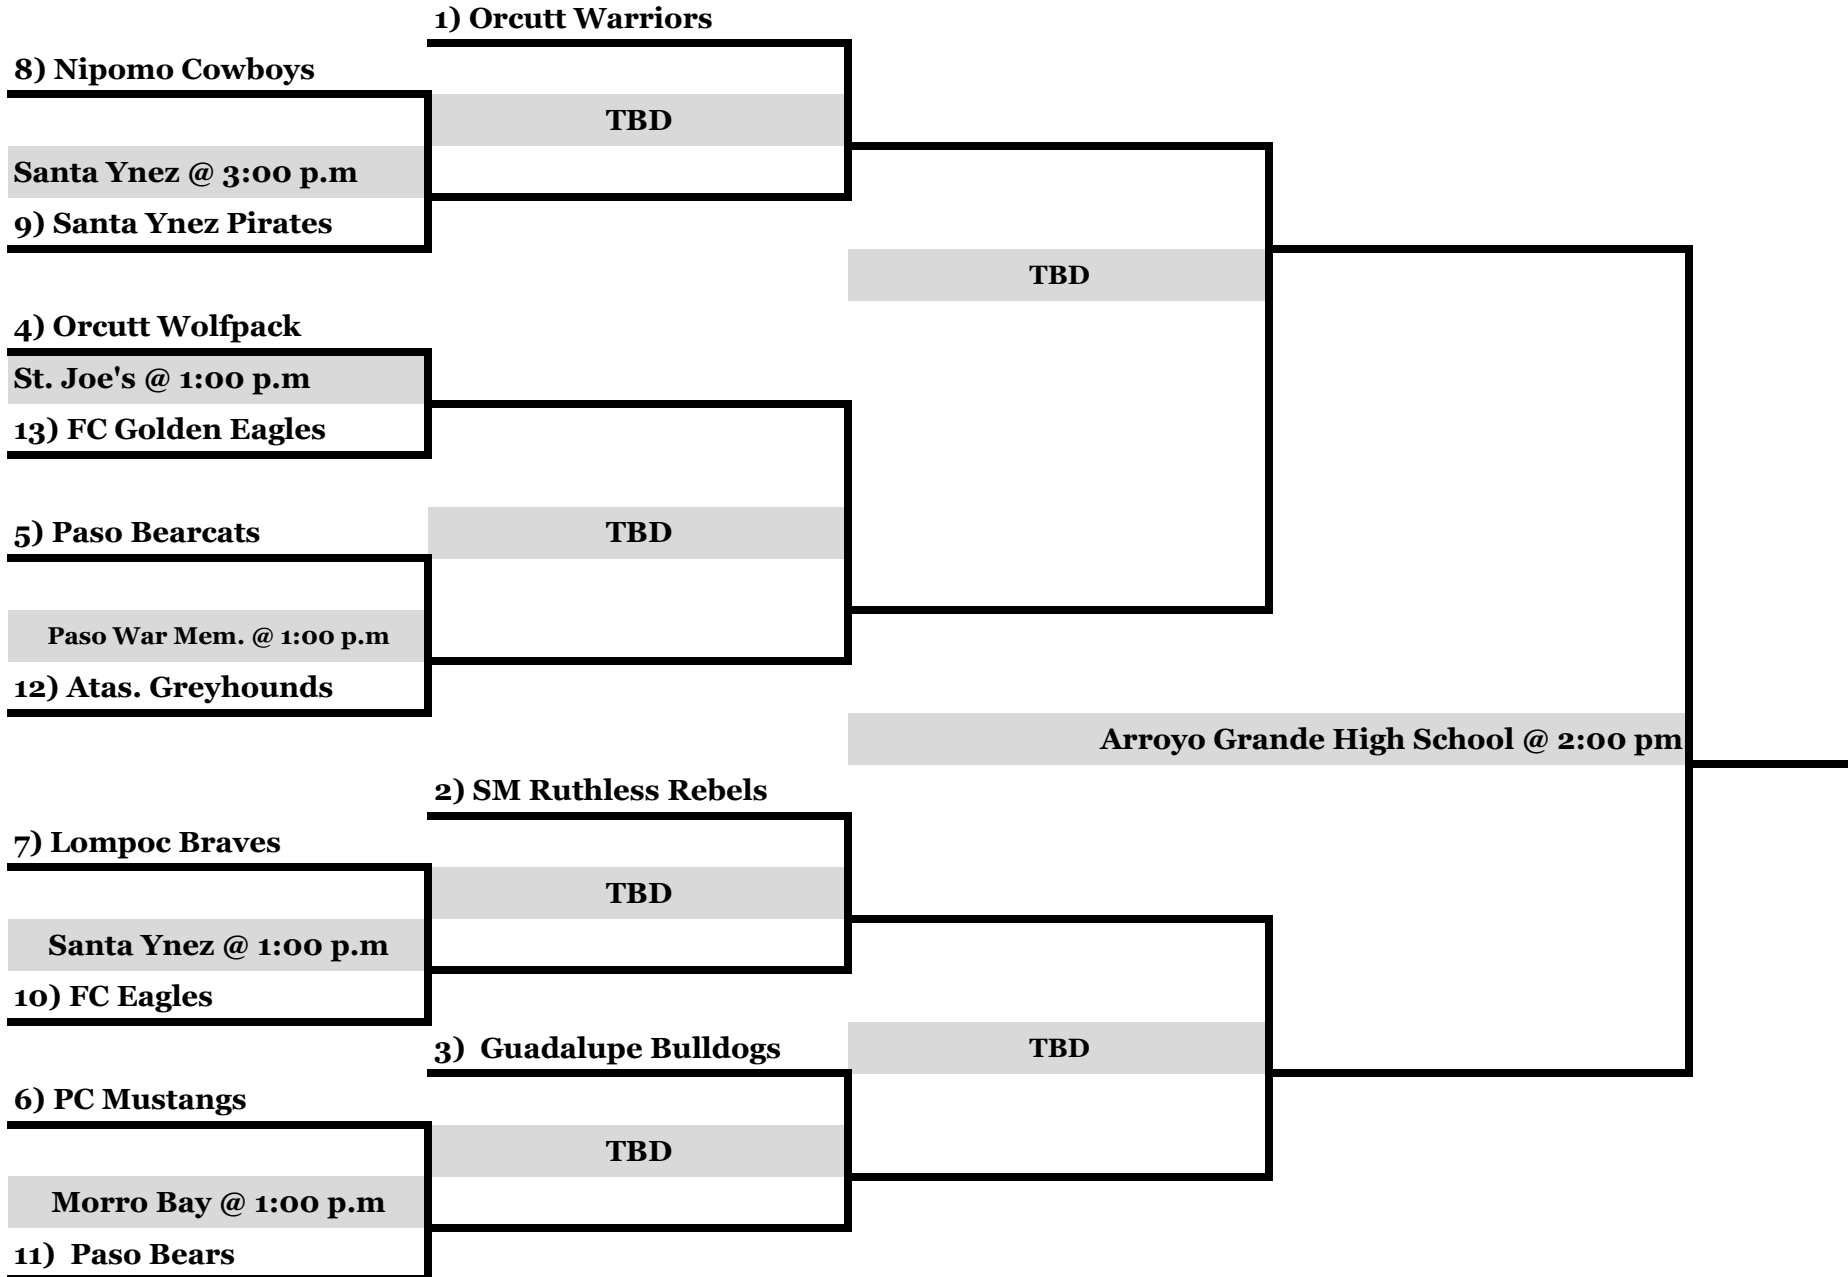 1) Orcutt Warriors
8) Nipomo Cowboys
TBD
Santa Ynez @ 3:00 p.m
9) Santa Ynez Pirates
TBD
4) Orcutt Wolfpack
St. Joe's @ 1:00 p.m
13) FC Golden Eagles
5) Paso Bearcats
TBD
Paso War Mem. @ 1:00 p.m
12) Atas. Greyhounds
Arroyo Grande High School @ 2:00 pm
2) SM Ruthless Rebels
7) Lompoc Braves
TBD
Santa Ynez @ 1:00 p.m
10) FC Eagles
3)  Guadalupe Bulldogs
TBD
6) PC Mustangs
TBD
Morro Bay @ 1:00 p.m
11)  Paso Bears